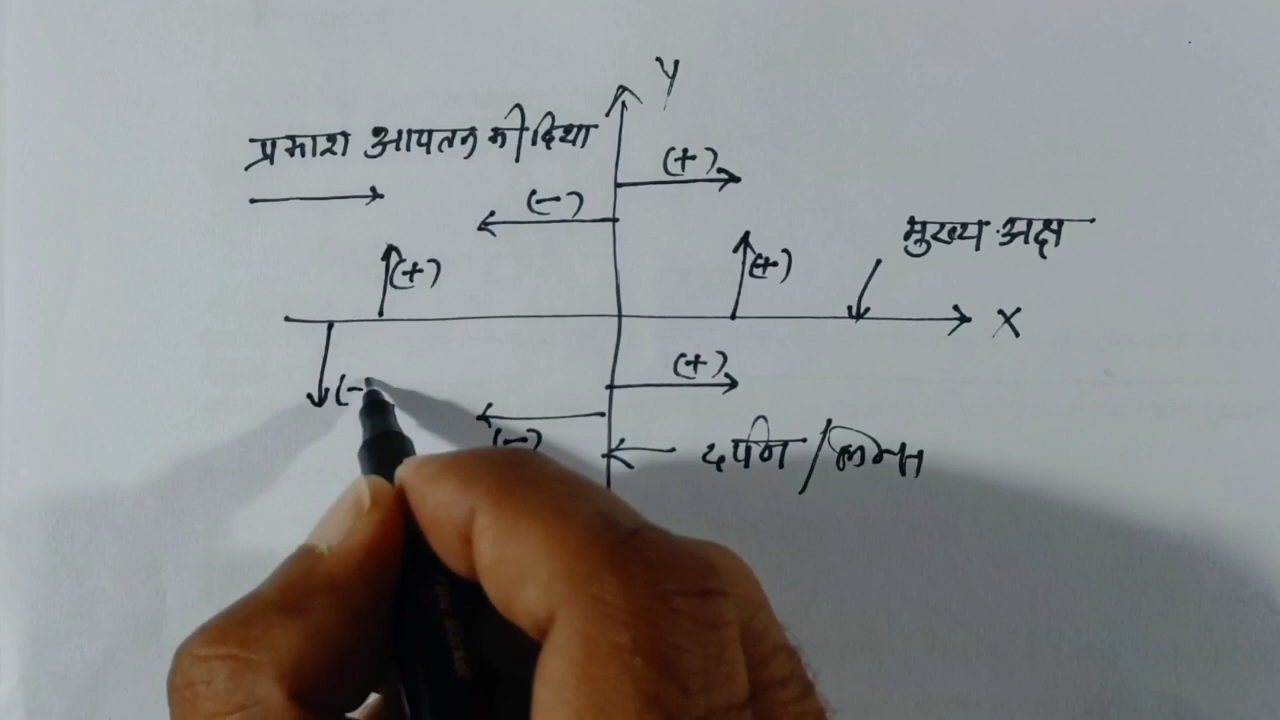 Y
प्रकाश आपतन की दिशा
(+)
(-)
मुख्य अक्ष
(+)
(+)
X
(+)
(-
(-)
दर्पण / लेन्स